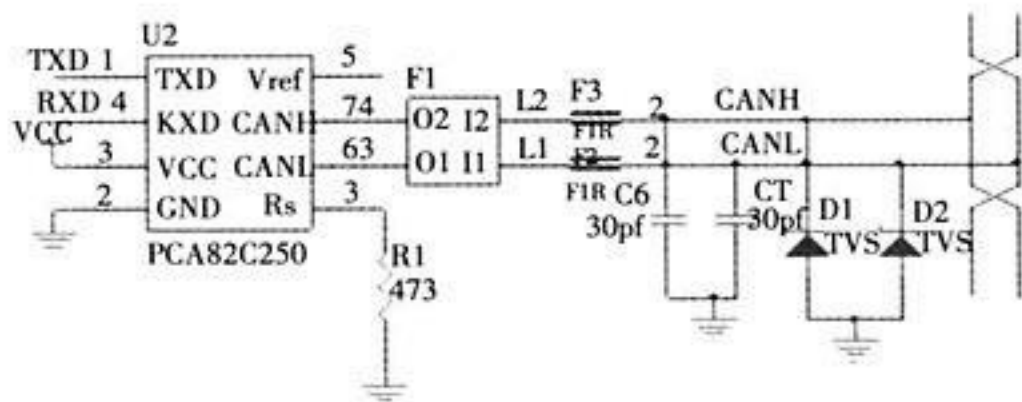 U2
TXD 1
TXD
Vref
5
F1
RXD 4
KXD
CANH
74
O2
I2
L2
F3
F1R
2
CANH
VCC
3
VCC
CANL
63
O1
I1
L1
F2
F1R
2
CANL
2
GND
Rs
3
C6
30pf
CT
30pf
D1
TVS
D2
TVS
PCA82C250
R1
473